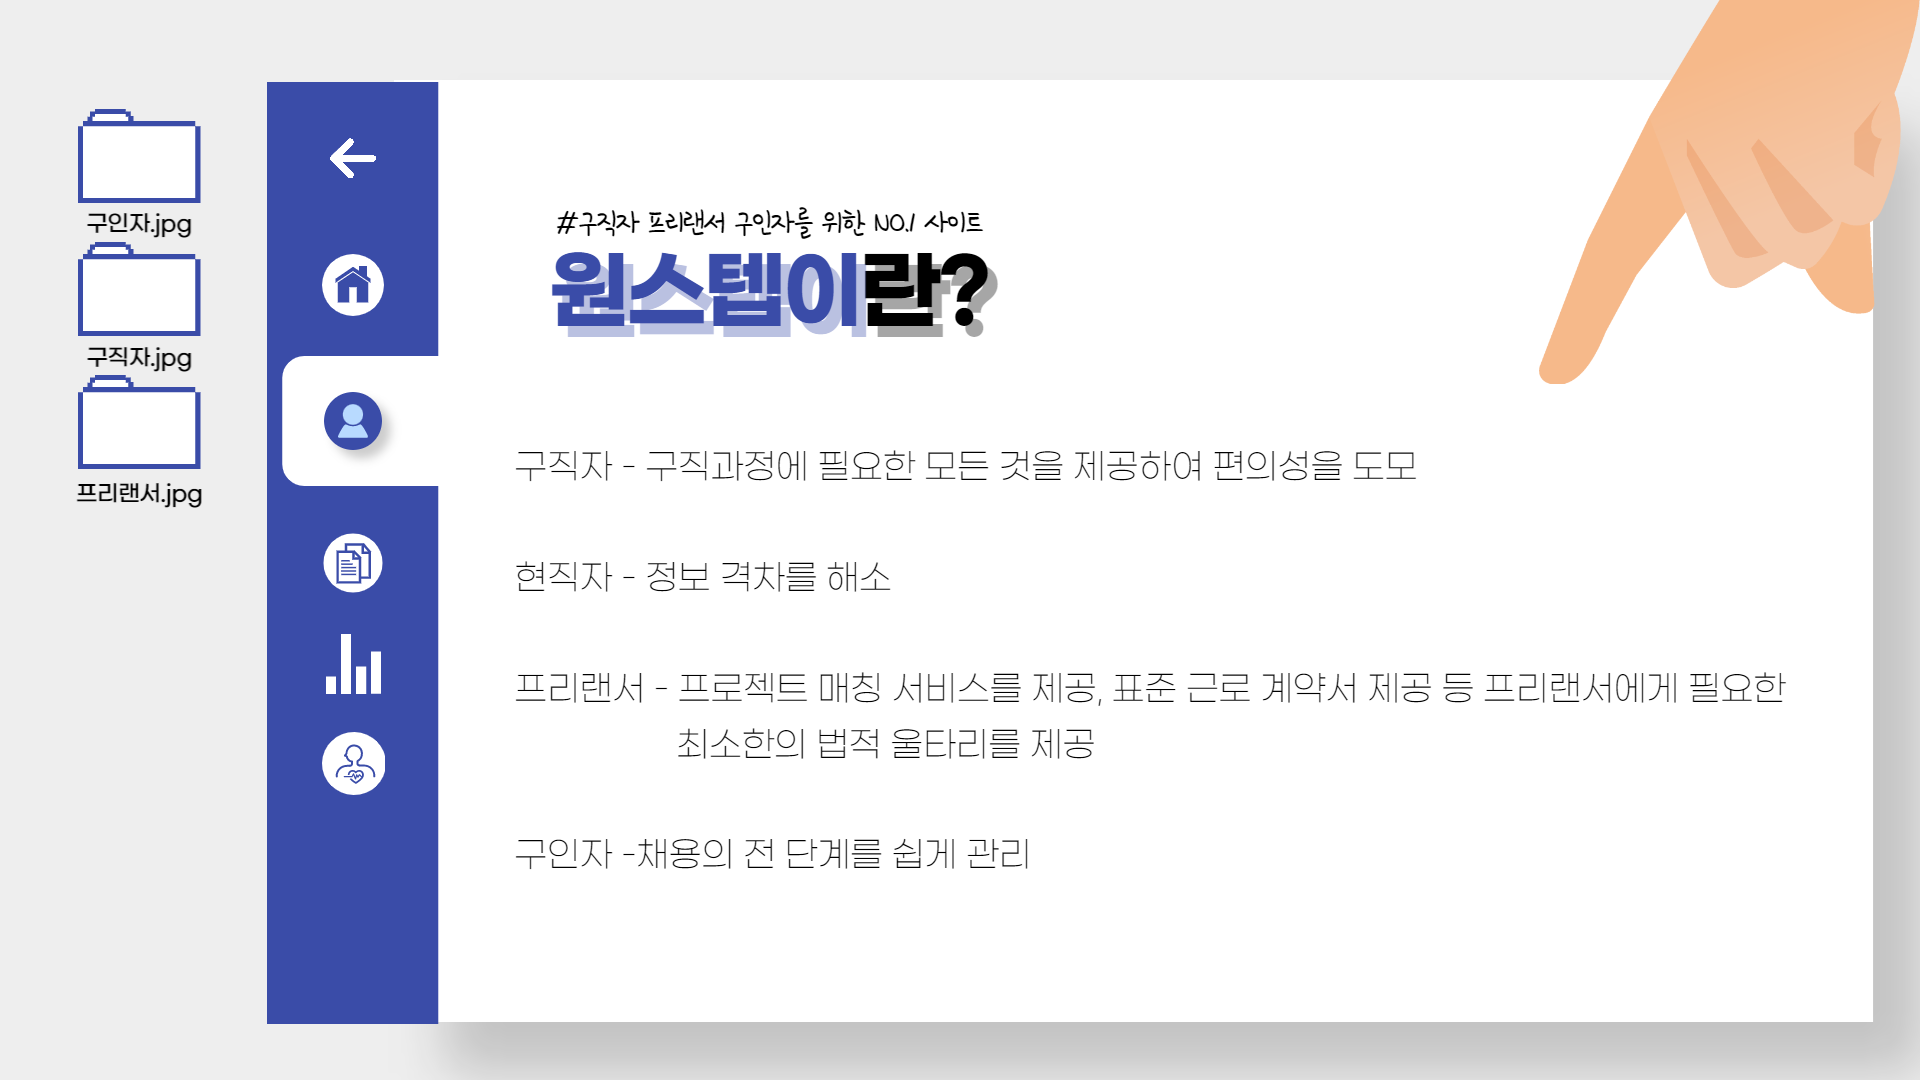 구인자.jpg
구직자.jpg
프리랜서.jpg
#구직자 프리랜서 구인자를 위한 NO.1 사이트
원스텝이란?
구직자 - 구직과정에 필요한 모든 것을 제공하여 편의성을 도모
현직자 - 정보 격차를 해소
프리랜서 - 프로젝트 매칭 서비스를 제공, 표준 근로 계약서 제공 등 프리랜서에게 필요한
최소한의 법적 울타리를 제공
구인자 -채용의 전 단계를 쉽게 관리